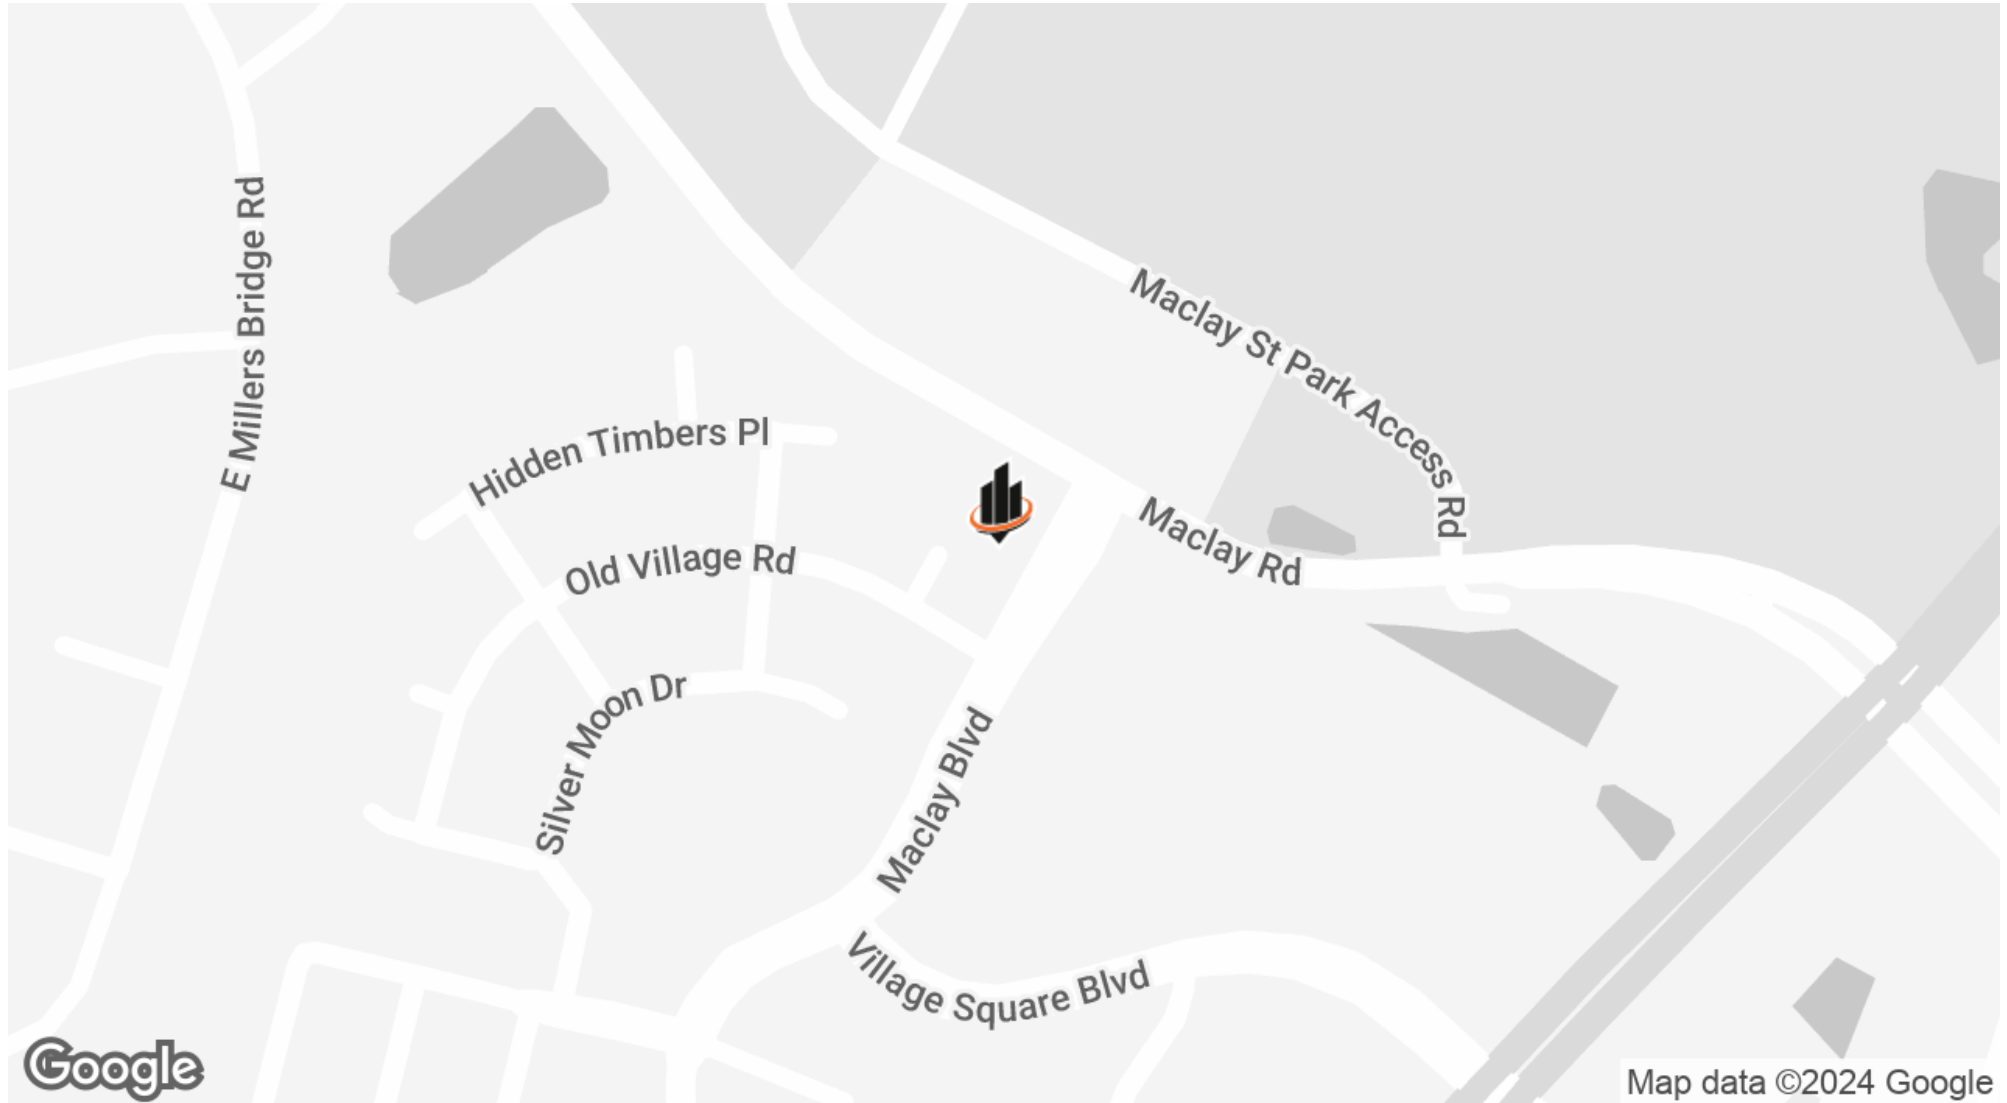 E Millers Bridge Rd
Maclay St Park Access Rd
Hidden Timbers Pl
Maclay Rd
Old Village Rd
Silver Moon Dr
Maclay Blvd
Village Square Blvd
Google
Map data ©2024 Google